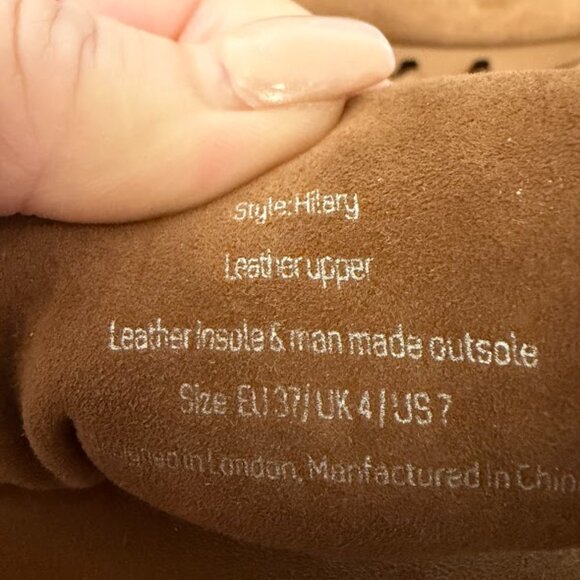 Style: Hilary
Leather upper
Leather insole & man made outsole
Size EU 37/ UK 4 / US 7
in London, Manfactured in